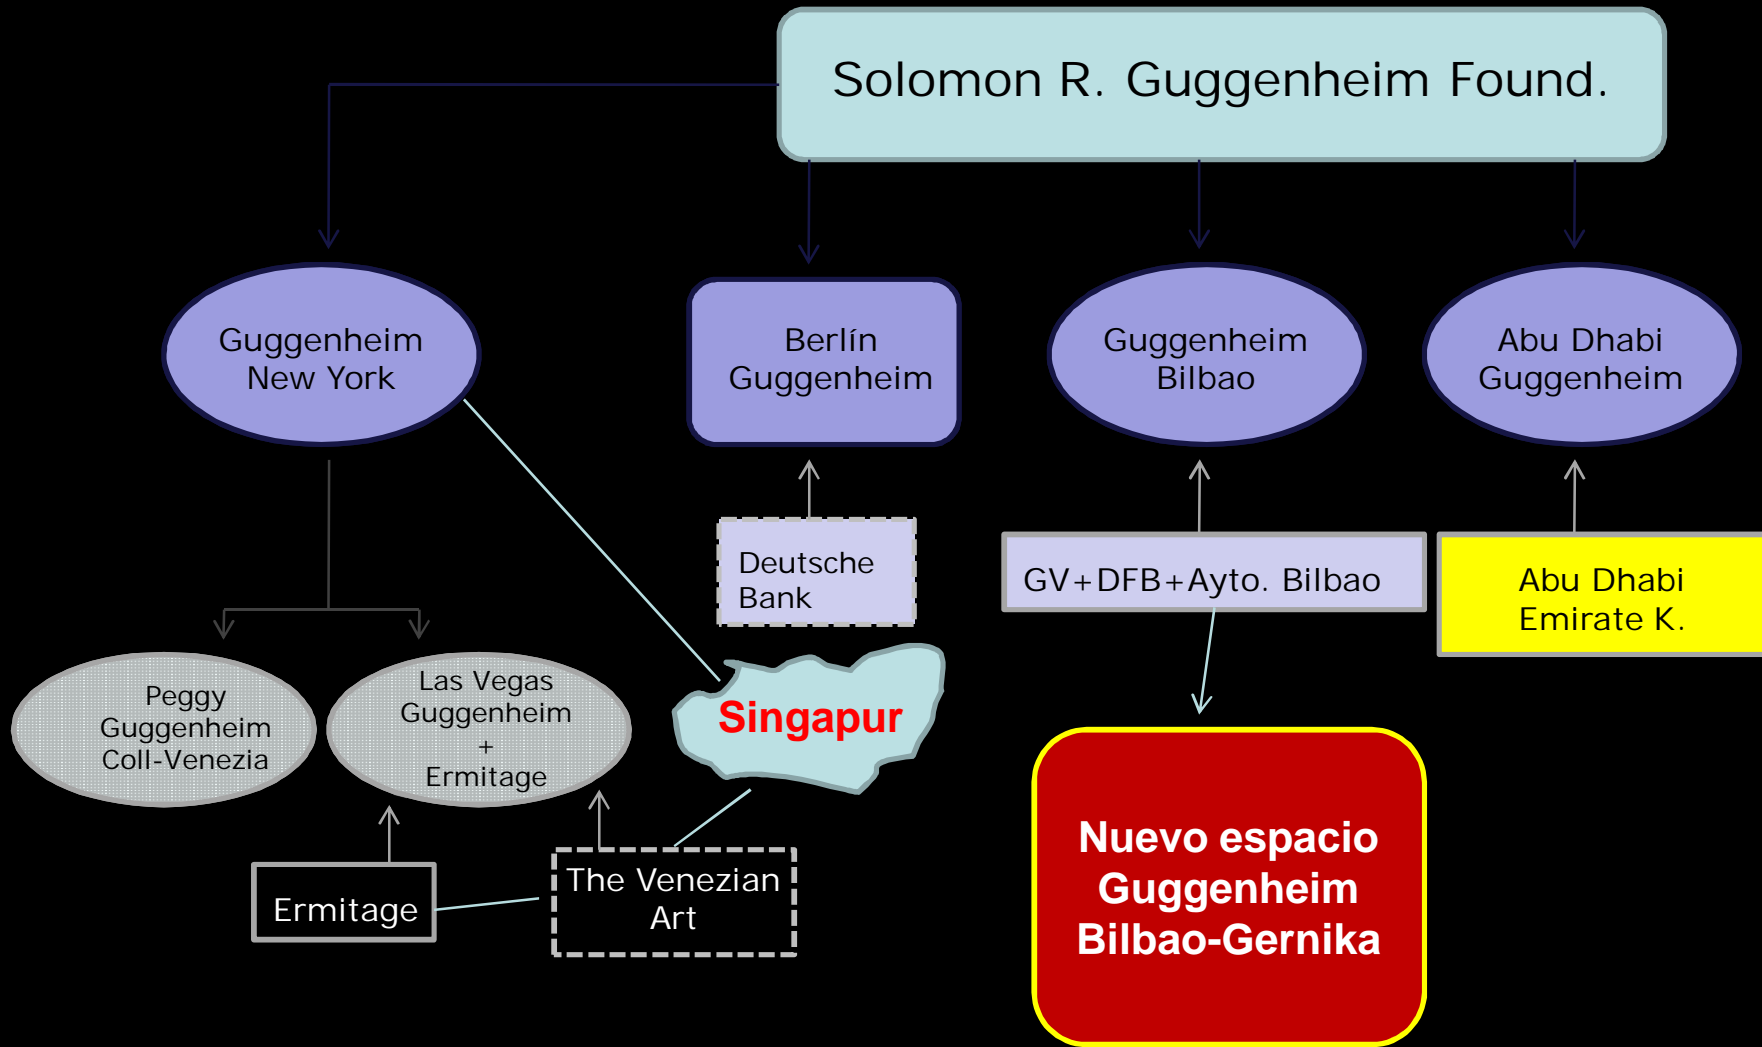 Solomon R. Guggenheim Found.
Guggenheim
New York
Berlín
Guggenheim
Guggenheim
Bilbao
Abu Dhabi
Guggenheim
Deutsche
Bank
GV+DFB+Ayto. Bilbao
Abu Dhabi
Emirate K.
Peggy
Guggenheim
Coll-Venezia
Las Vegas
Guggenheim
+
Ermitage
Singapur
Ermitage
The Venezian
Art
Nuevo espacio
Guggenheim
Bilbao-Gernika